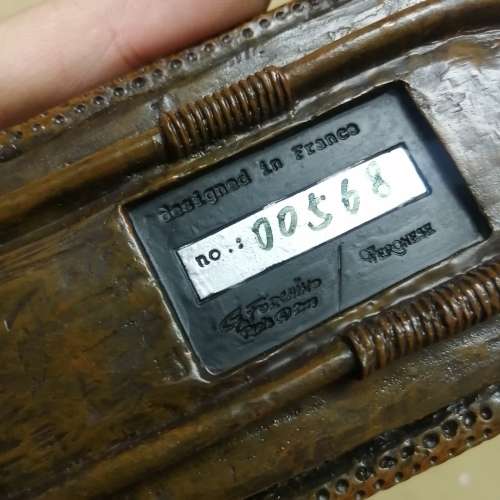 designed in France
no.: 00568
VERONESE